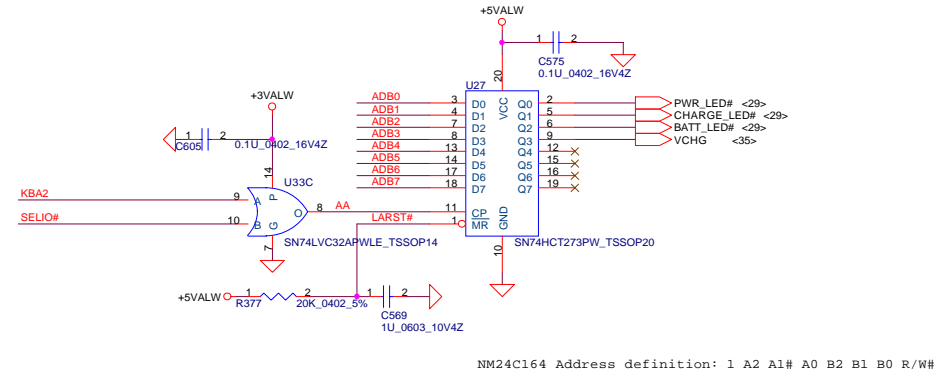 +5VALW
1 2
C575
0.1U_0402_16V4Z
20
U27
+3VALW
ADB0 3 D0 VCC Q0 2 PWR_LED# <29>
ADB1 4 D1 Q1 5 CHARGE_LED# <29>
ADB2 7 D2 Q2 6 BATT_LED# <29>
ADB3 8 D3 Q3 9 VCHG <35>
ADB4 13 D4 Q4 12
ADB5 14 D5 Q5 15
ADB6 17 D6 Q6 16
ADB7 18 D7 Q7 19
1 2
C605 0.1U_0402_16V4Z
14
U33C
KBA2 9 A P O 8 AA 11 CP GND
SELIO# 10 B G LARST# 1 MR
SN74LVC32APWLE_TSSOP14
7
SN74HCT273PW_TSSOP20
10
+5VALW 1 2 1 2
R377 20K_0402_5%
C569
1U_0603_10V4Z
NM24C164 Address definition: 1 A2 A1# A0 B2 B1 B0 R/W#